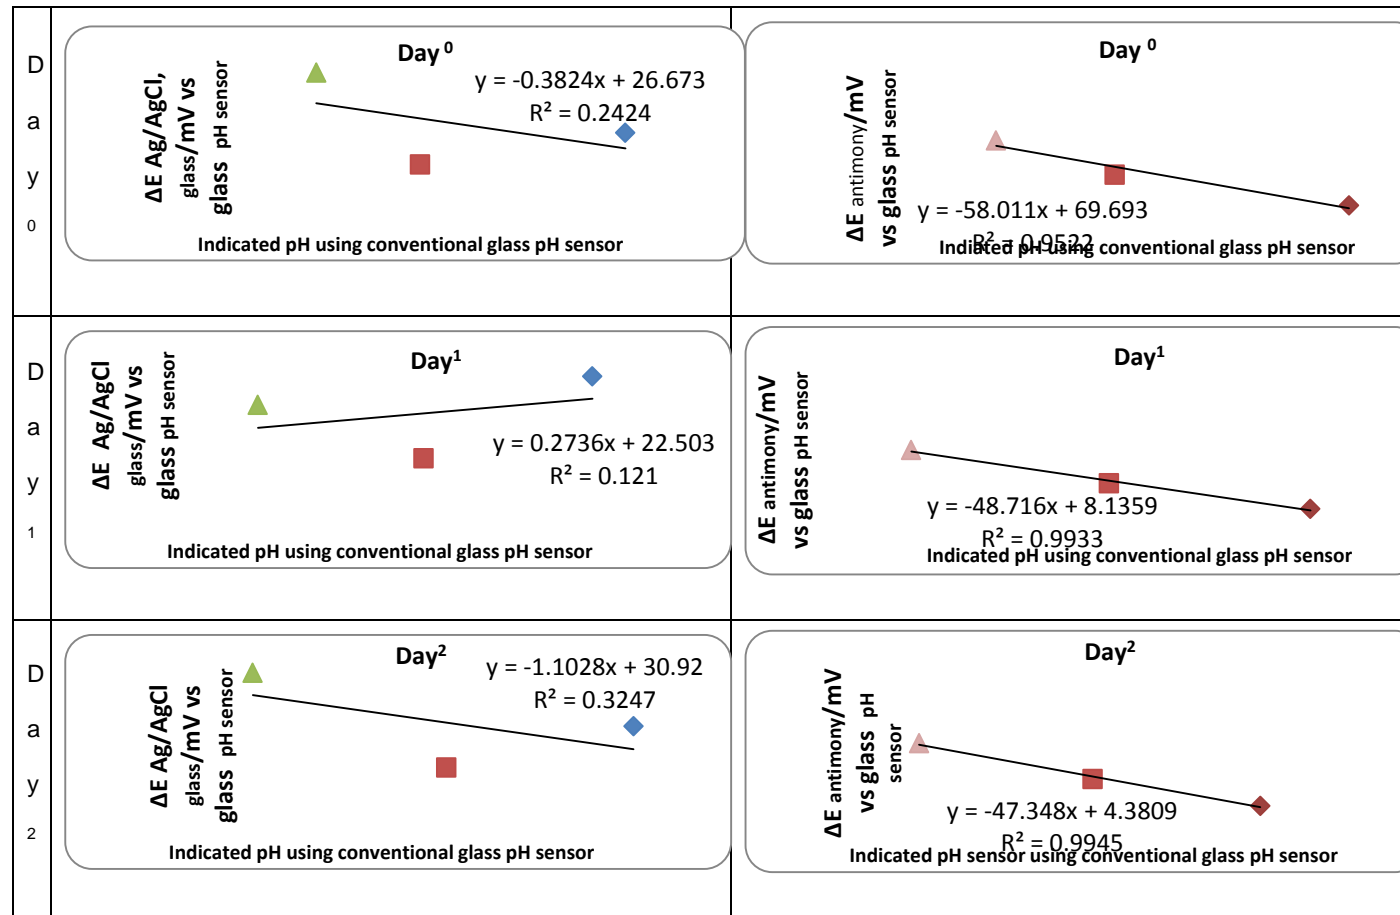 D
a
y
0
Day 0
ΔE Ag/AgCl,
glass/mV vs
glass pH sensor
y = -0.3824x + 26.673
R² = 0.2424
Indicated pH using conventional glass pH sensor
Day 0
ΔE antimony/mV
vs glass pH sensor
y = -58.011x + 69.693
R² = 0.9522
Indiated pH using conventional glass pH sensor
D
a
y
1
Day1
ΔE Ag/AgCl
glass/mV vs
glass pH sensor
y = 0.2736x + 22.503
R² = 0.121
Indicated pH using conventional glass pH sensor
Day1
ΔE antimony/mV
vs glass pH sensor
y = -48.716x + 8.1359
R² = 0.9933
Indicated pH using conventional glass pH sensor
D
a
y
2
Day2
ΔE Ag/AgCl
glass/mV vs
glass pH sensor
y = -1.1028x + 30.92
R² = 0.3247
Indicated pH using conventional glass pH sensor
Day2
ΔE antimony/mV
vs glass pH
sensor
y = -47.348x + 4.3809
R² = 0.9945
Indicated pH sensor using conventional glass pH sensor